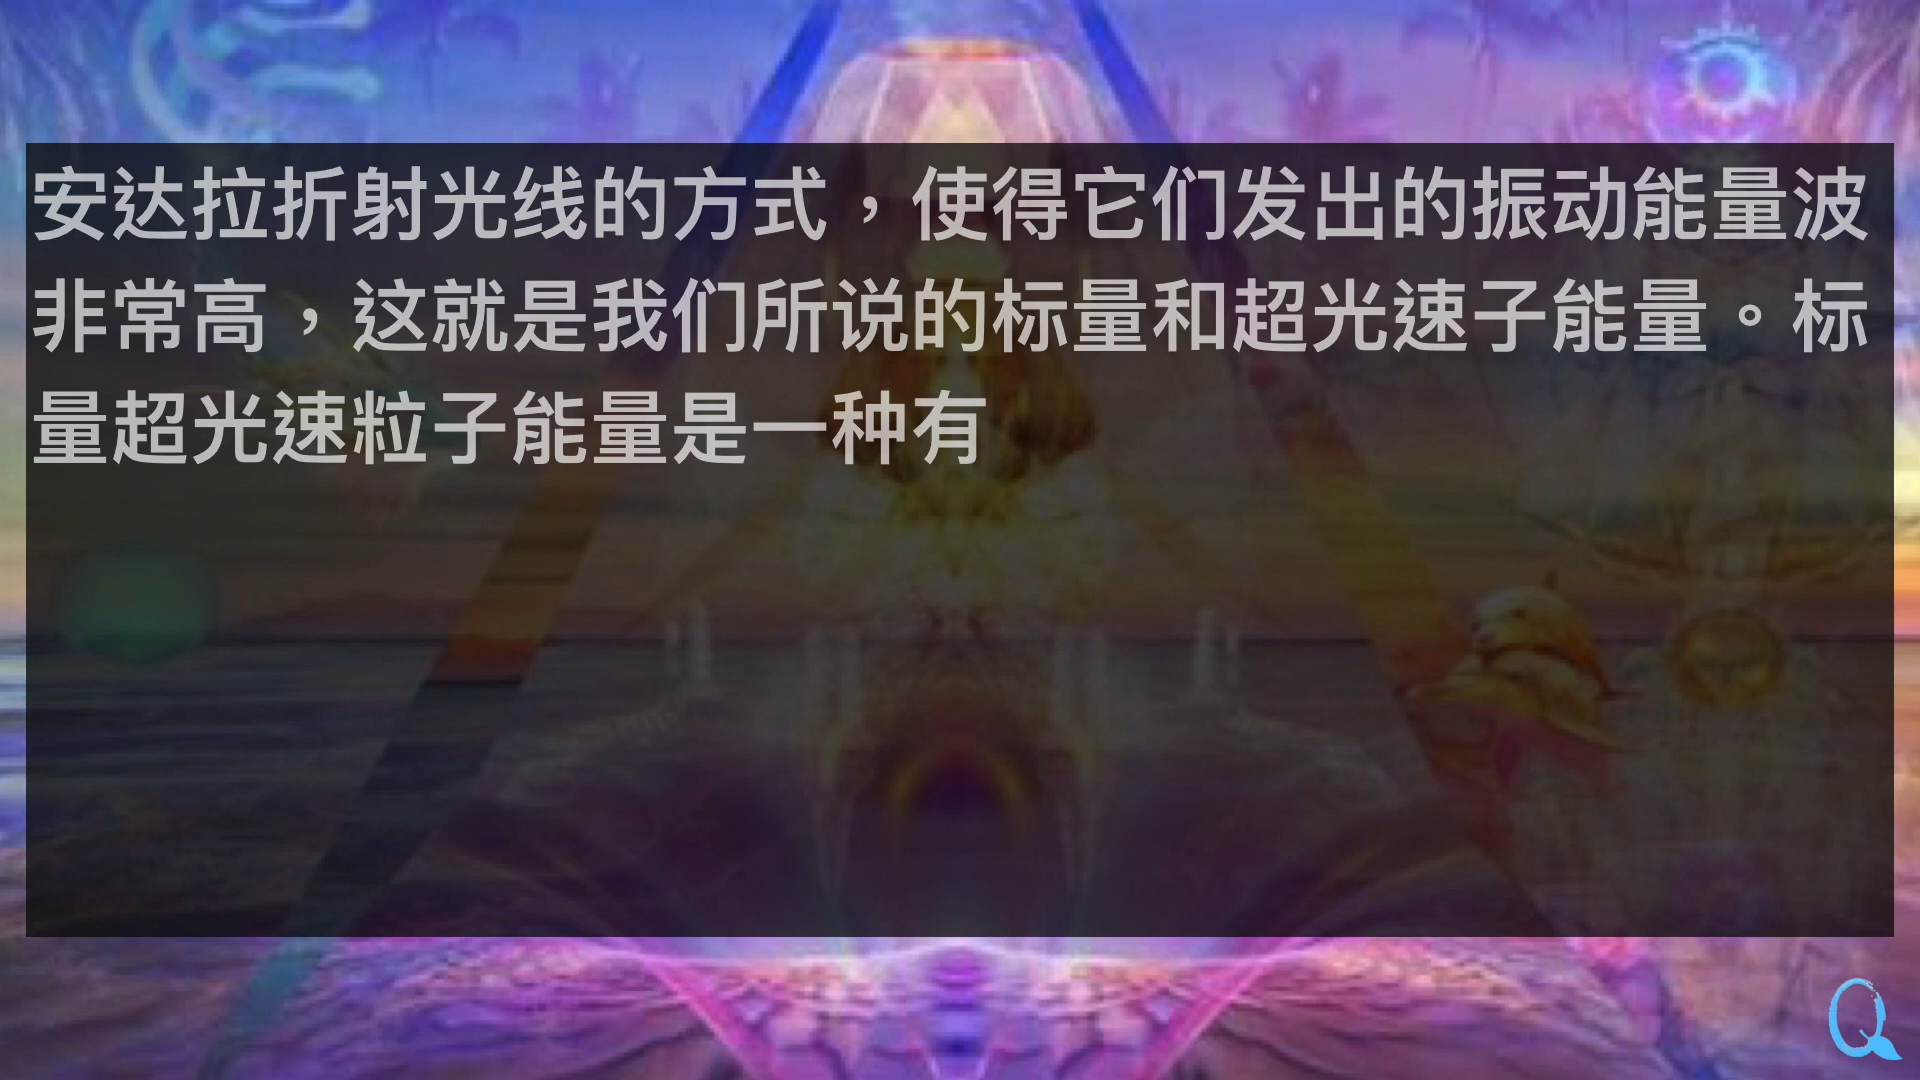 安达拉折射光线的方式，使得它们发出的振动能量波
非常高，这就是我们所说的标量和超光速子能量。标
量超光速粒子能量是一种有